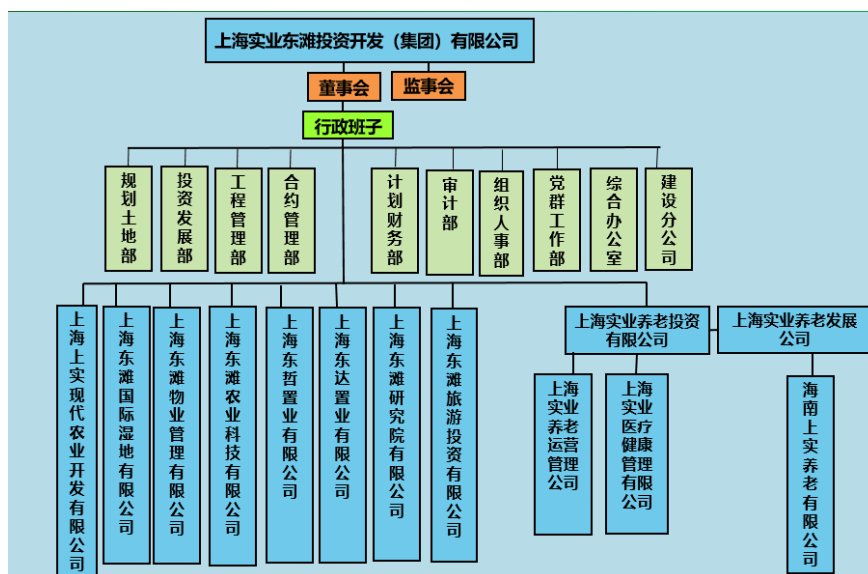 上海实业东滩投资开发（集团）有限公司
董事会
监事会
行政班子
规划土地部
投资发展部
工程管理部
合约管理部
计划财务部
审计部
组织人事部
党群工作部
综合办公室
建设分公司
上海上实现代农业开发有限公司
上海东滩国际湿地有限公司
上海东滩物业管理有限公司
上海东滩农业科技有限公司
上海东哲置业有限公司
上海东达置业有限公司
上海东滩研究院有限公司
上海东滩旅游投资有限公司
上海实业养老投资
有限公司
上海实业养老发展
公司
上海
实业
养老
运营
管理
公司
上海
实业
医疗
健康
管理
有限
公司
海南上实养老有限公司